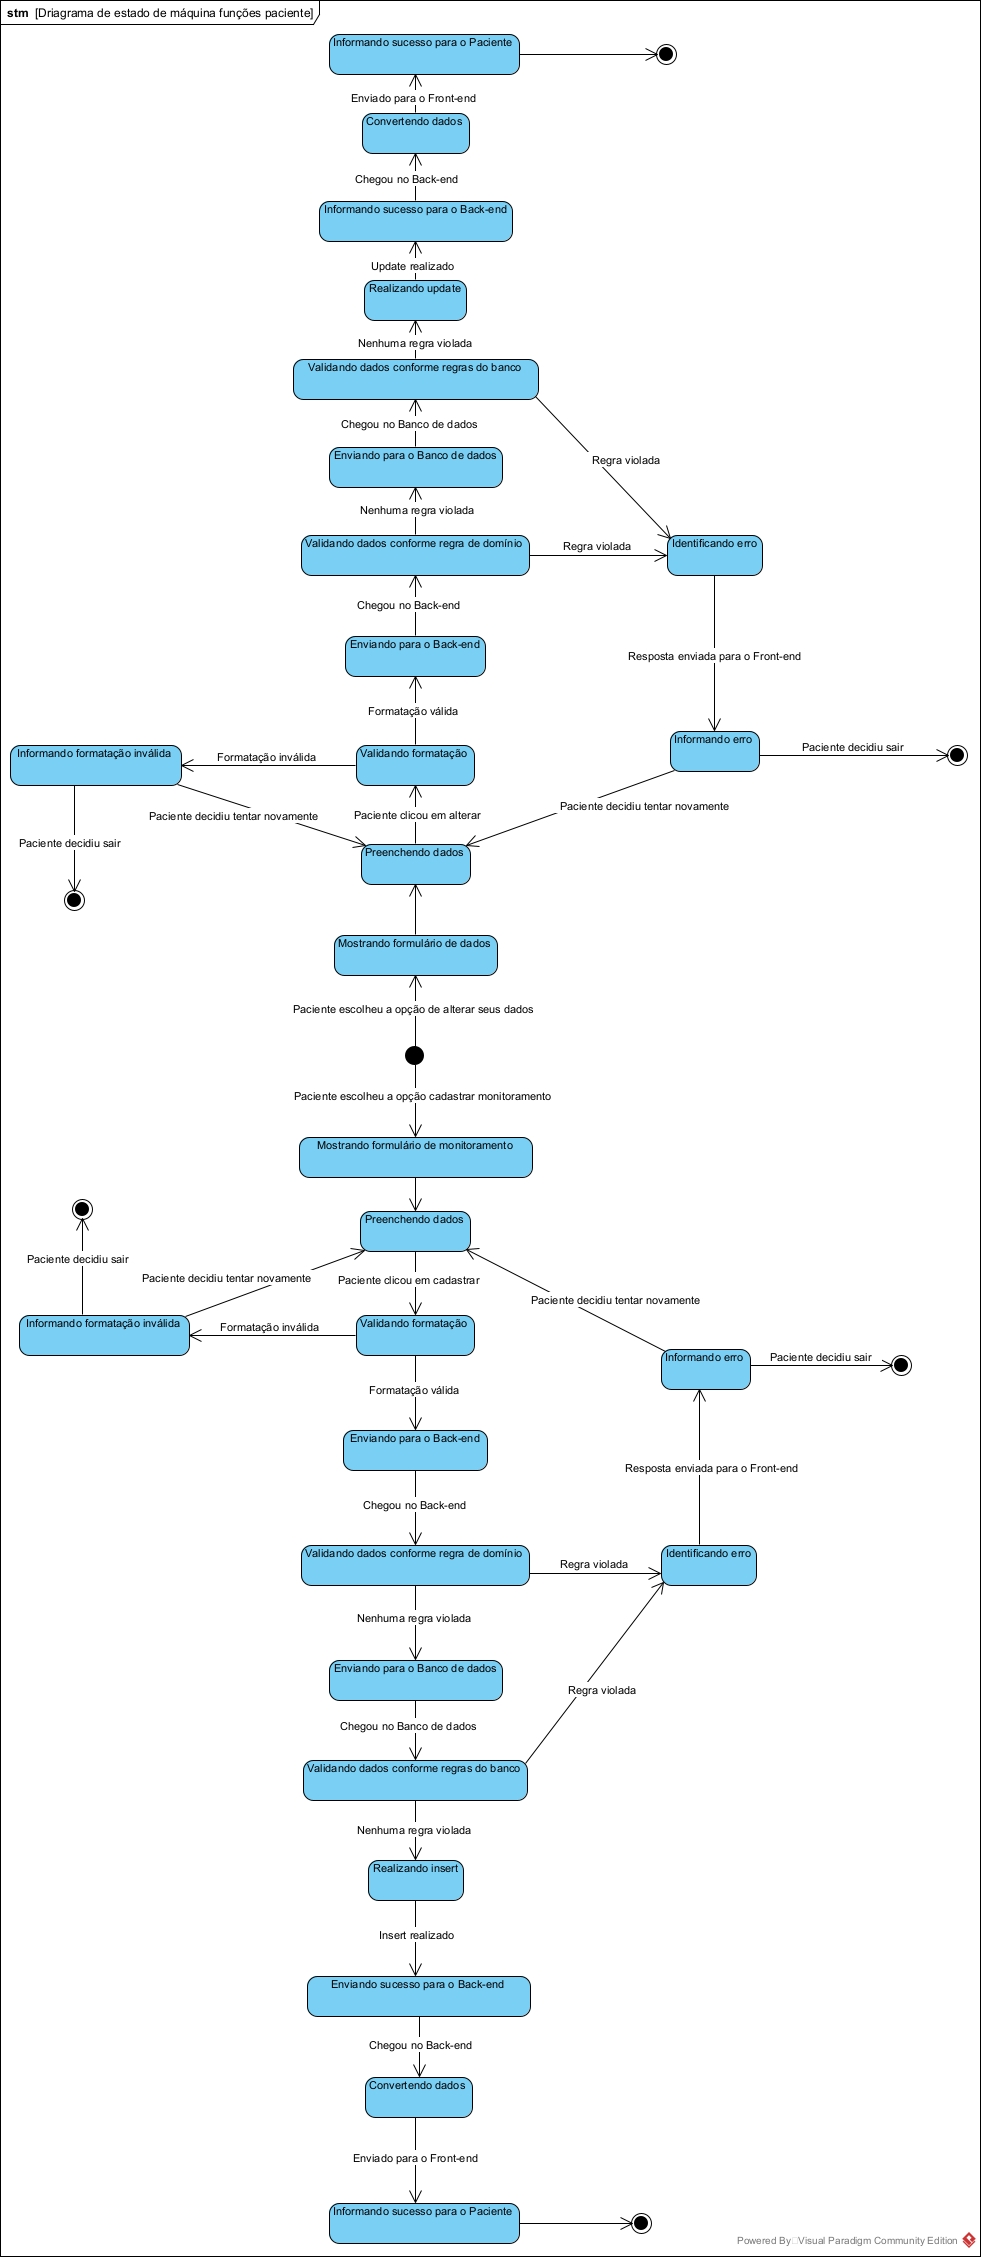 stm [Driagrama de estado de máquina funções paciente]
Informando sucesso para o Paciente
Enviado para o Front-end
Convertendo dados
Chegou no Back-end
Informando sucesso para o Back-end
Update realizado
Realizando update
Nenhuma regra violada
Validando dados conforme regras do banco
Chegou no Banco de dados
Enviando para o Banco de dados
Regra violada
Nenhuma regra violada
Validando dados conforme regra de domínio
Regra violada
Identificando erro
Chegou no Back-end
Enviando para o Back-end
Resposta enviada para o Front-end
Formatação válida
Informando formatação inválida
Formatação inválida
Validando formatação
Informando erro
Paciente decidiu sair
Paciente decidiu tentar novamente
Paciente clicou em alterar
Paciente decidiu tentar novamente
Paciente decidiu sair
Preenchendo dados
Mostrando formulário de dados
Paciente escolheu a opção de alterar seus dados
Paciente escolheu a opção cadastrar monitoramento
Mostrando formulário de monitoramento
Preenchendo dados
Paciente decidiu sair
Paciente decidiu tentar novamente
Paciente clicou em cadastrar
Paciente decidiu tentar novamente
Informando formatação inválida
Formatação inválida
Validando formatação
Informando erro
Paciente decidiu sair
Formatação válida
Enviando para o Back-end
Resposta enviada para o Front-end
Chegou no Back-end
Validando dados conforme regra de domínio
Regra violada
Identificando erro
Nenhuma regra violada
Enviando para o Banco de dados
Regra violada
Chegou no Banco de dados
Validando dados conforme regras do banco
Nenhuma regra violada
Realizando insert
Insert realizado
Enviando sucesso para o Back-end
Chegou no Back-end
Convertendo dados
Enviado para o Front-end
Informando sucesso para o Paciente
Powered By Visual Paradigm Community Edition